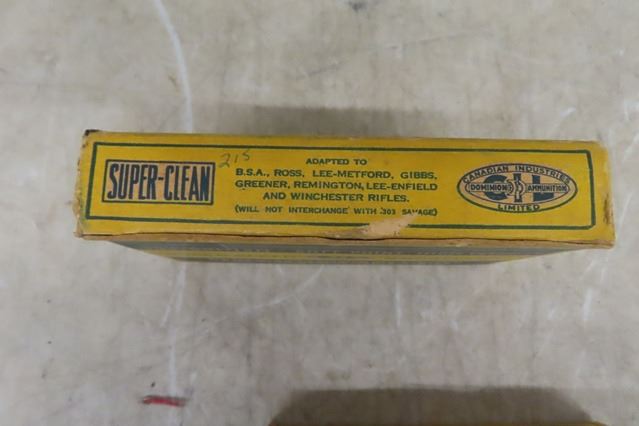 SUPER-CLEAN
215
ADAPTED TO
B.S.A., ROSS, LEE-METFORD, GIBBS,
GREENER, REMINGTON, LEE-ENFIELD
AND WINCHESTER RIFLES.
(WILL NOT INTERCHANGE WITH .303 SAVAGE)
CANADIAN INDUSTRIES
C-I-L
DOMINION AMMUNITION
LIMITED